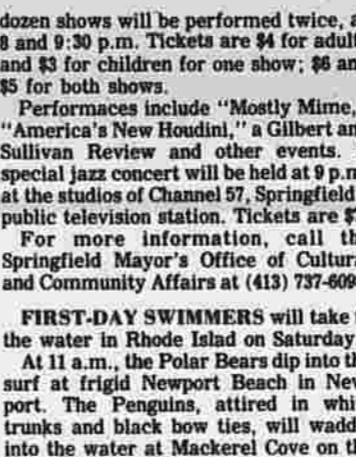 dozen shows will be performed twice, a
8 and 9:30 p.m. Tickets are $4 for adult
and $3 for children for one show; $6 an
$5 for both shows.
Performaces include "Mostly Mime,
"America's New Houdini," a Gilbert an
Sullivan Review and other events.
special jazz concert will be held at 9 p.m
at the studios of Channel 57, Springfield
public television station. Tickets are $
For more information, call th
Springfield Mayor's Office of Cultura
and Community Affairs at (413) 737-609
FIRST-DAY SWIMMERS will take
the water in Rhode Islad on Saturday
At 11 a.m., the Polar Bears dip into th
surf at frigid Newport Beach in New
port. The Penguins, attired in whi
trunks and black bow ties, will wadd
into the water at Mackerel Cove on th